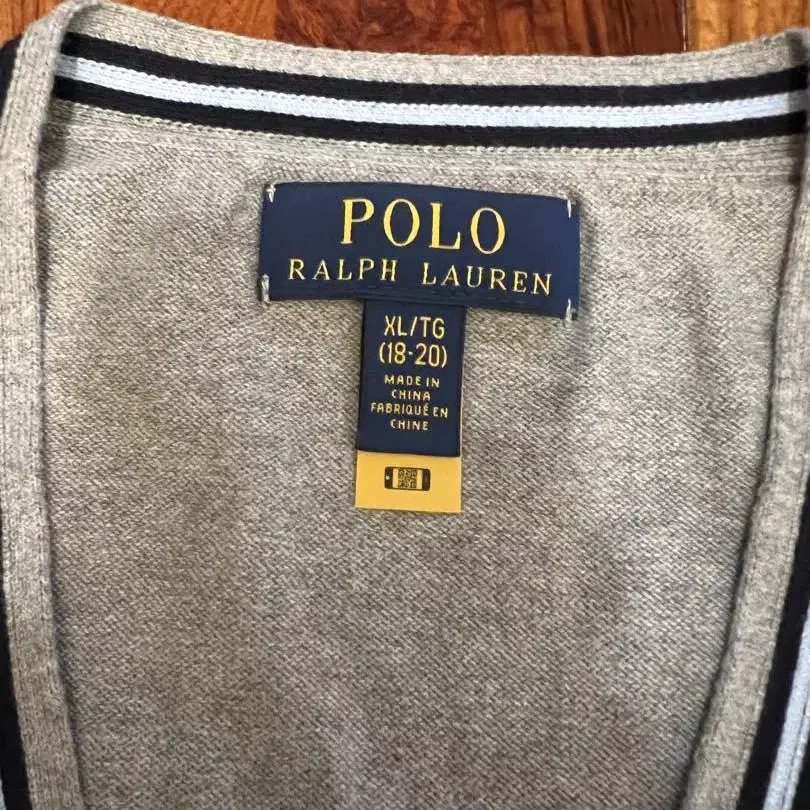 POLO
RALPH LAUREN
XL/TG
(18-20)
MADE IN
CHINA
FABRIQUÉ EN
CHINE